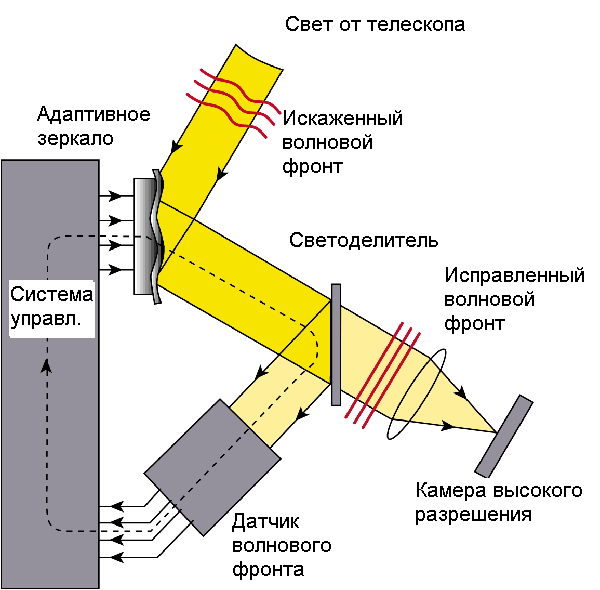 Свет от телескопа
Адаптивное
зеркало
Искаженный
волновой
фронт
Светоделитель
Исправленный
волновой
фронт
Система
управл.
Камера высокого
разрешения
Датчик
волнового
фронта